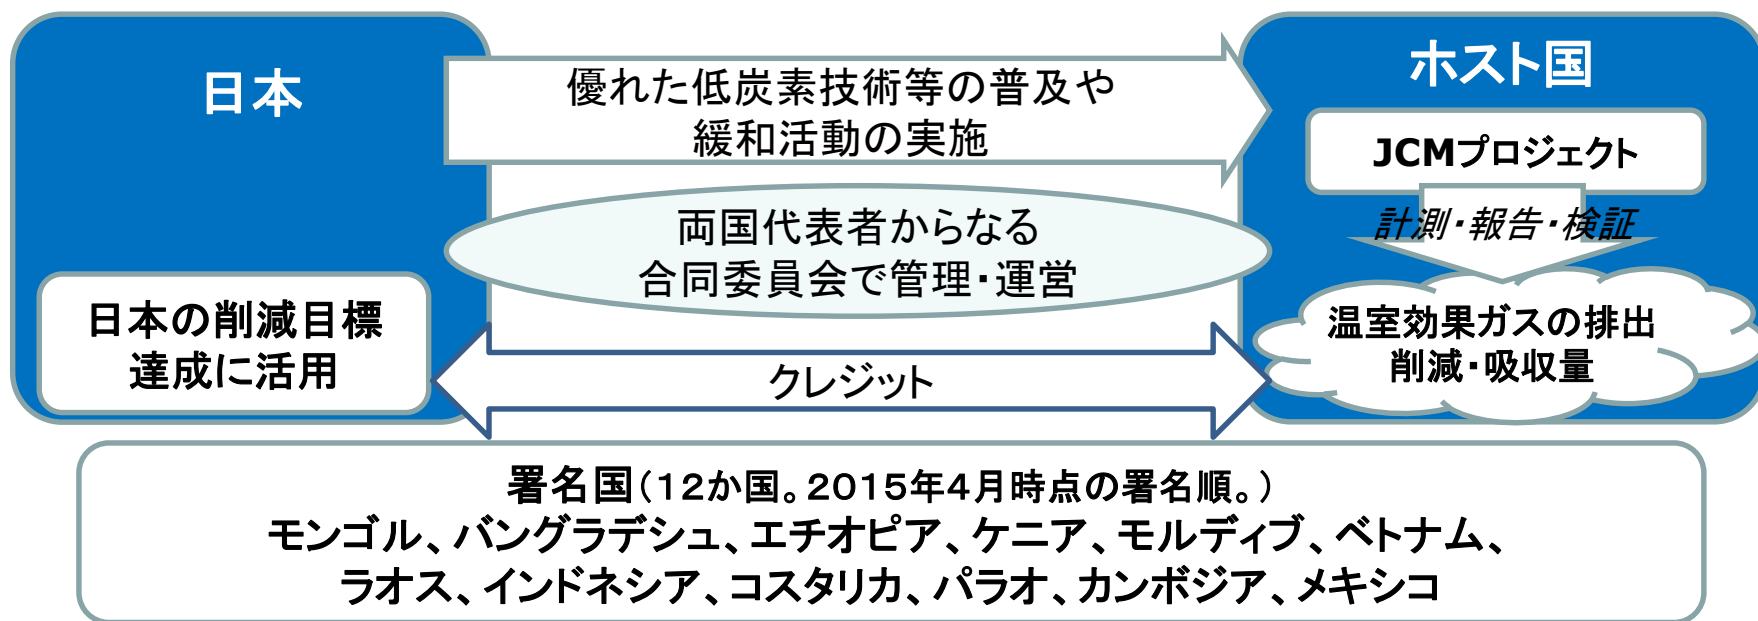 日本
優れた低炭素技術等の普及や
緩和活動の実施
ホスト国
JCMプロジェクト
計測・報告・検証
両国代表者からなる
合同委員会で管理・運営
日本の削減目標
達成に活用
クレジット
温室効果ガスの排出
削減・吸収量
署名国(12か国。2015年4月時点の署名順。)
モンゴル、バングラデシュ、エチオピア、ケニア、モルディブ、ベトナム、
ラオス、インドネシア、コスタリカ、パラオ、カンボジア、メキシコ